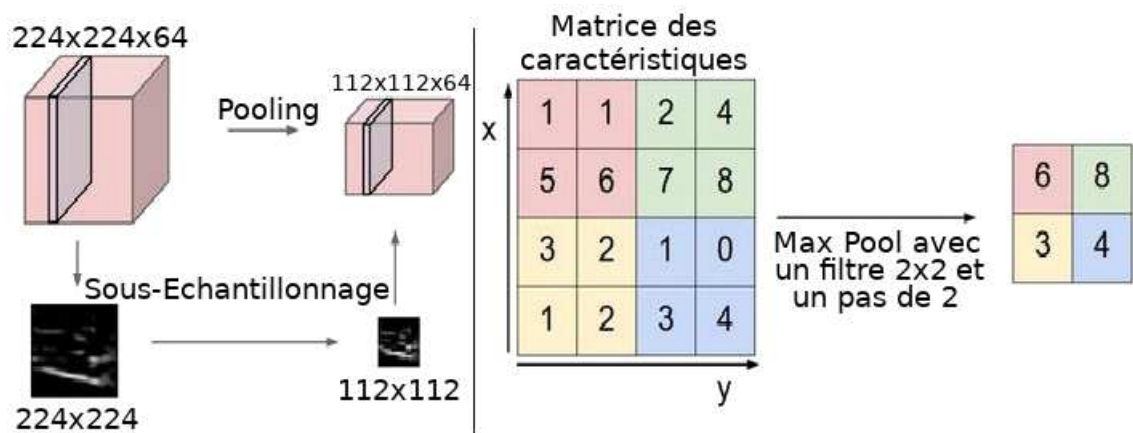 224x224x64
112x112x64
Pooling
Sous-Echantillonnage
224x224
112x112
Matrice des
caractéristiques
x
1 1 2 4
5 6 7 8
3 2 1 0
1 2 3 4
y
Max Pool avec
un filtre 2x2 et
un pas de 2
6 8
3 4